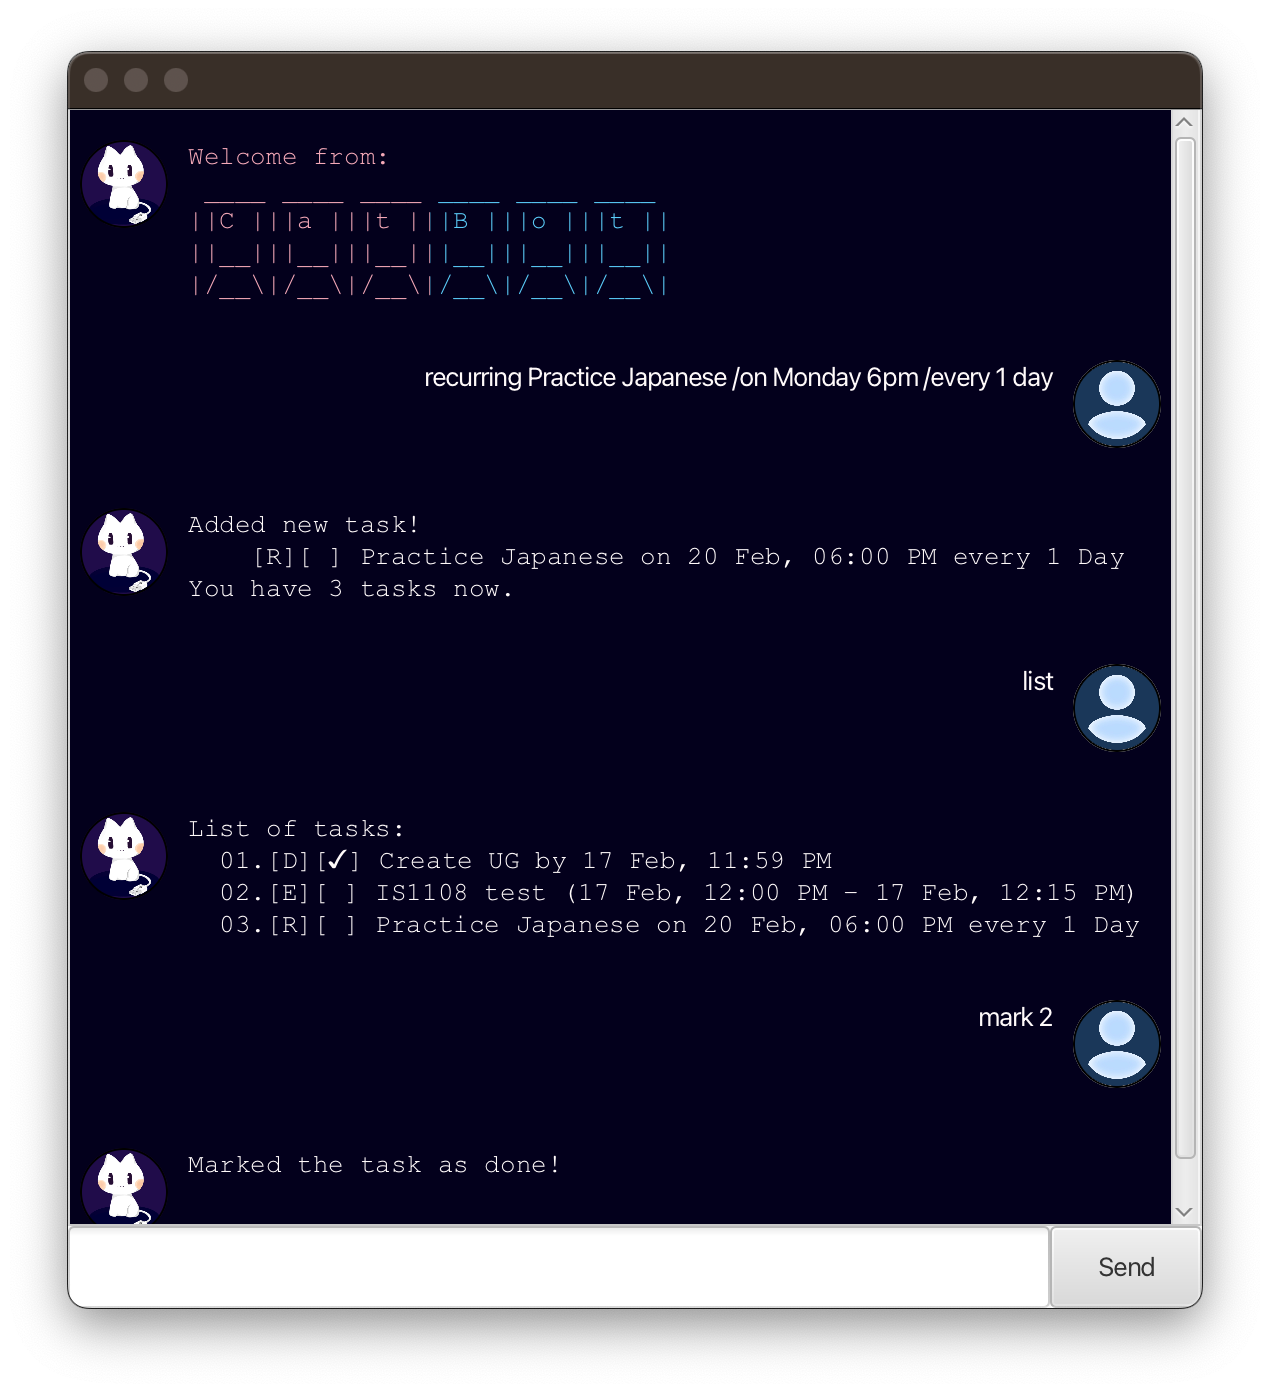 Welcome from:
 ____ ____ ____ ____ ____ ____
||C |||a |||t |||B |||o |||t ||
||__|||__|||__|||__|||__|||__||
|/__\|/__\|/__\|/__\|/__\|/__\|
recurring Practice Japanese /on Monday 6pm /every 1 day
Added new task!
    [R][ ] Practice Japanese on 20 Feb, 06:00 PM every 1 Day
You have 3 tasks now.
list
List of tasks:
  01.[D][✓] Create UG by 17 Feb, 11:59 PM
  02.[E][ ] IS1108 test (17 Feb, 12:00 PM - 17 Feb, 12:15 PM)
  03.[R][ ] Practice Japanese on 20 Feb, 06:00 PM every 1 Day
mark 2
Marked the task as done!
Send